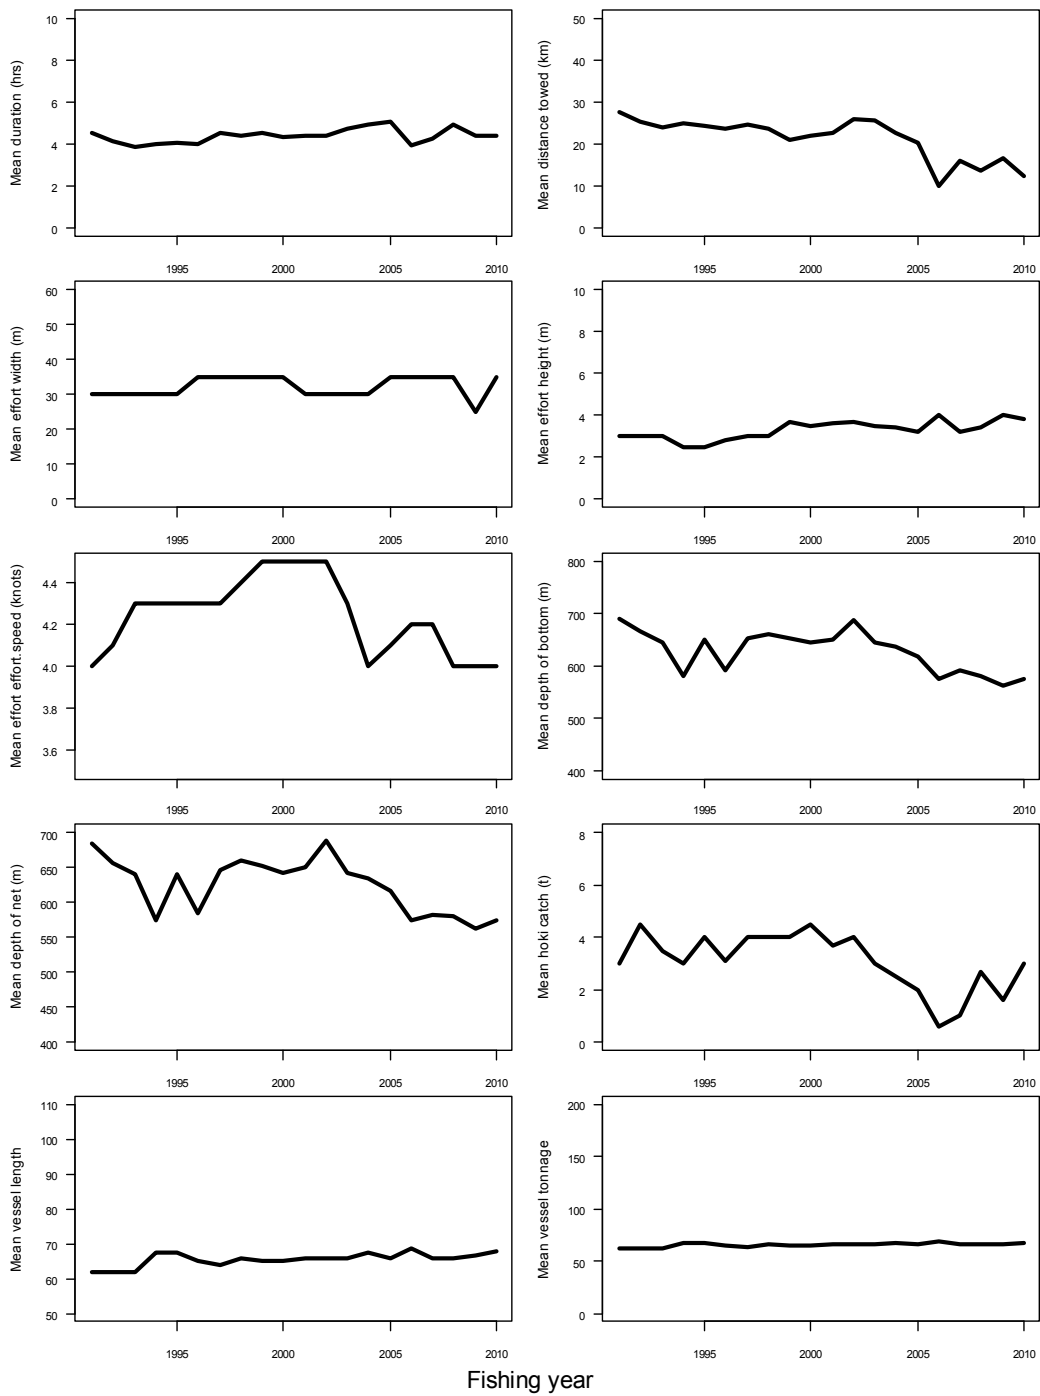 Mean duration (hrs)
10
8
6
4
2
0
1995 2000 2005 2010
Mean distance towed (km)
50
40
30
20
10
0
1995 2000 2005 2010
Mean effort width (m)
60
50
40
30
20
10
0
1995 2000 2005 2010
Mean effort height (m)
10
8
6
4
2
0
1995 2000 2005 2010
Mean effort effort.speed (knots)
4.4
4.2
4.0
3.8
3.6
1995 2000 2005 2010
Mean depth of bottom (m)
800
700
600
500
400
1995 2000 2005 2010
Mean depth of net (m)
700
650
600
550
500
450
400
1995 2000 2005 2010
Mean hoki catch (t)
8
6
4
2
0
1995 2000 2005 2010
Mean vessel length
110
100
90
80
70
60
50
1995 2000 2005 2010
Mean vessel tonnage
200
150
100
50
0
1995 2000 2005 2010
Fishing year